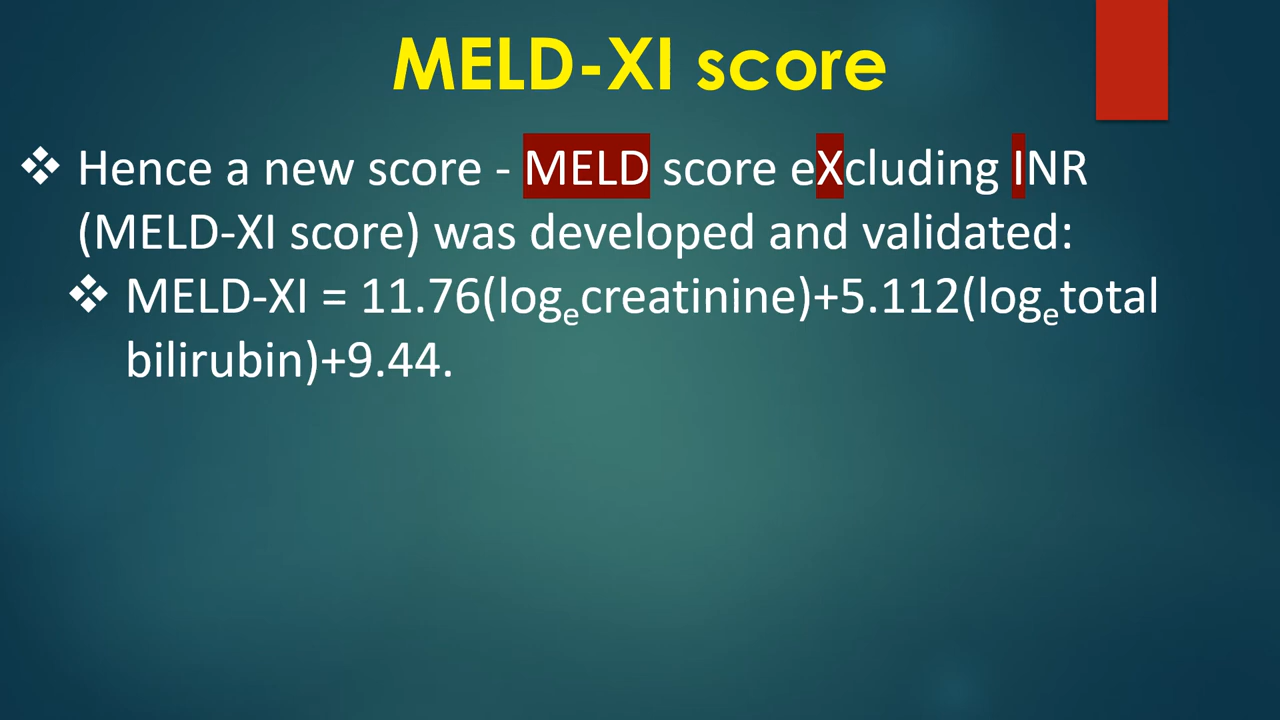 MELD-XI score
❖ Hence a new score - MELD score eXcluding INR
(MELD-XI score) was developed and validated:
❖ MELD-XI = 11.76(logₑcreatinine)+5.112(logₑtotal
bilirubin)+9.44.